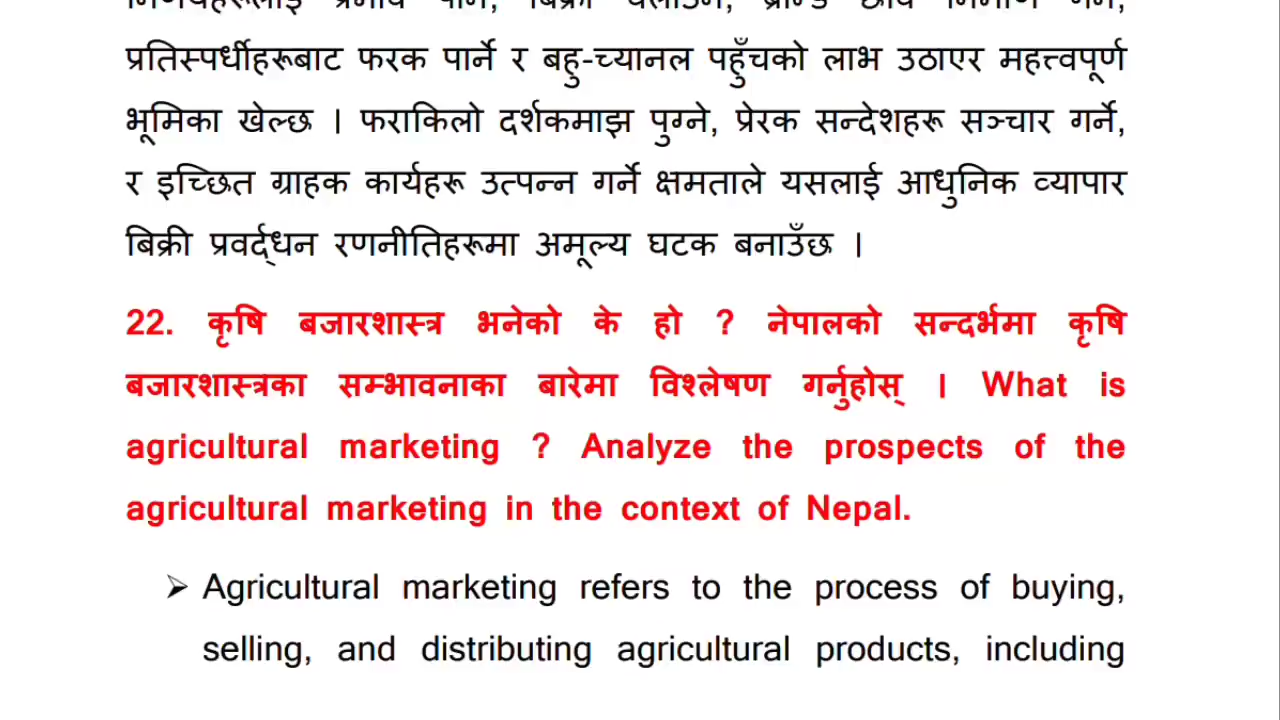 प्रतिस्पर्धीहरूबाट फरक पार्ने र बहु-च्यानल पहुँचको लाभ उठाएर महत्त्वपूर्ण
भूमिका खेल्छ । फराकिलो दर्शकमाझ पुग्ने, प्रेरक सन्देशहरू सञ्चार गर्ने,
र इच्छित ग्राहक कार्यहरू उत्पन्न गर्ने क्षमताले यसलाई आधुनिक व्यापार
बिक्री प्रवर्द्धन रणनीतिहरूमा अमूल्य घटक बनाउँछ ।
22. कृषि बजारशास्त्र भनेको के हो ? नेपालको सन्दर्भमा कृषि
बजारशास्त्रका सम्भावनाका बारेमा विश्लेषण गर्नुहोस् । What is
agricultural marketing ? Analyze the prospects of the
agricultural marketing in the context of Nepal.
➢ Agricultural marketing refers to the process of buying,
selling, and distributing agricultural products, including